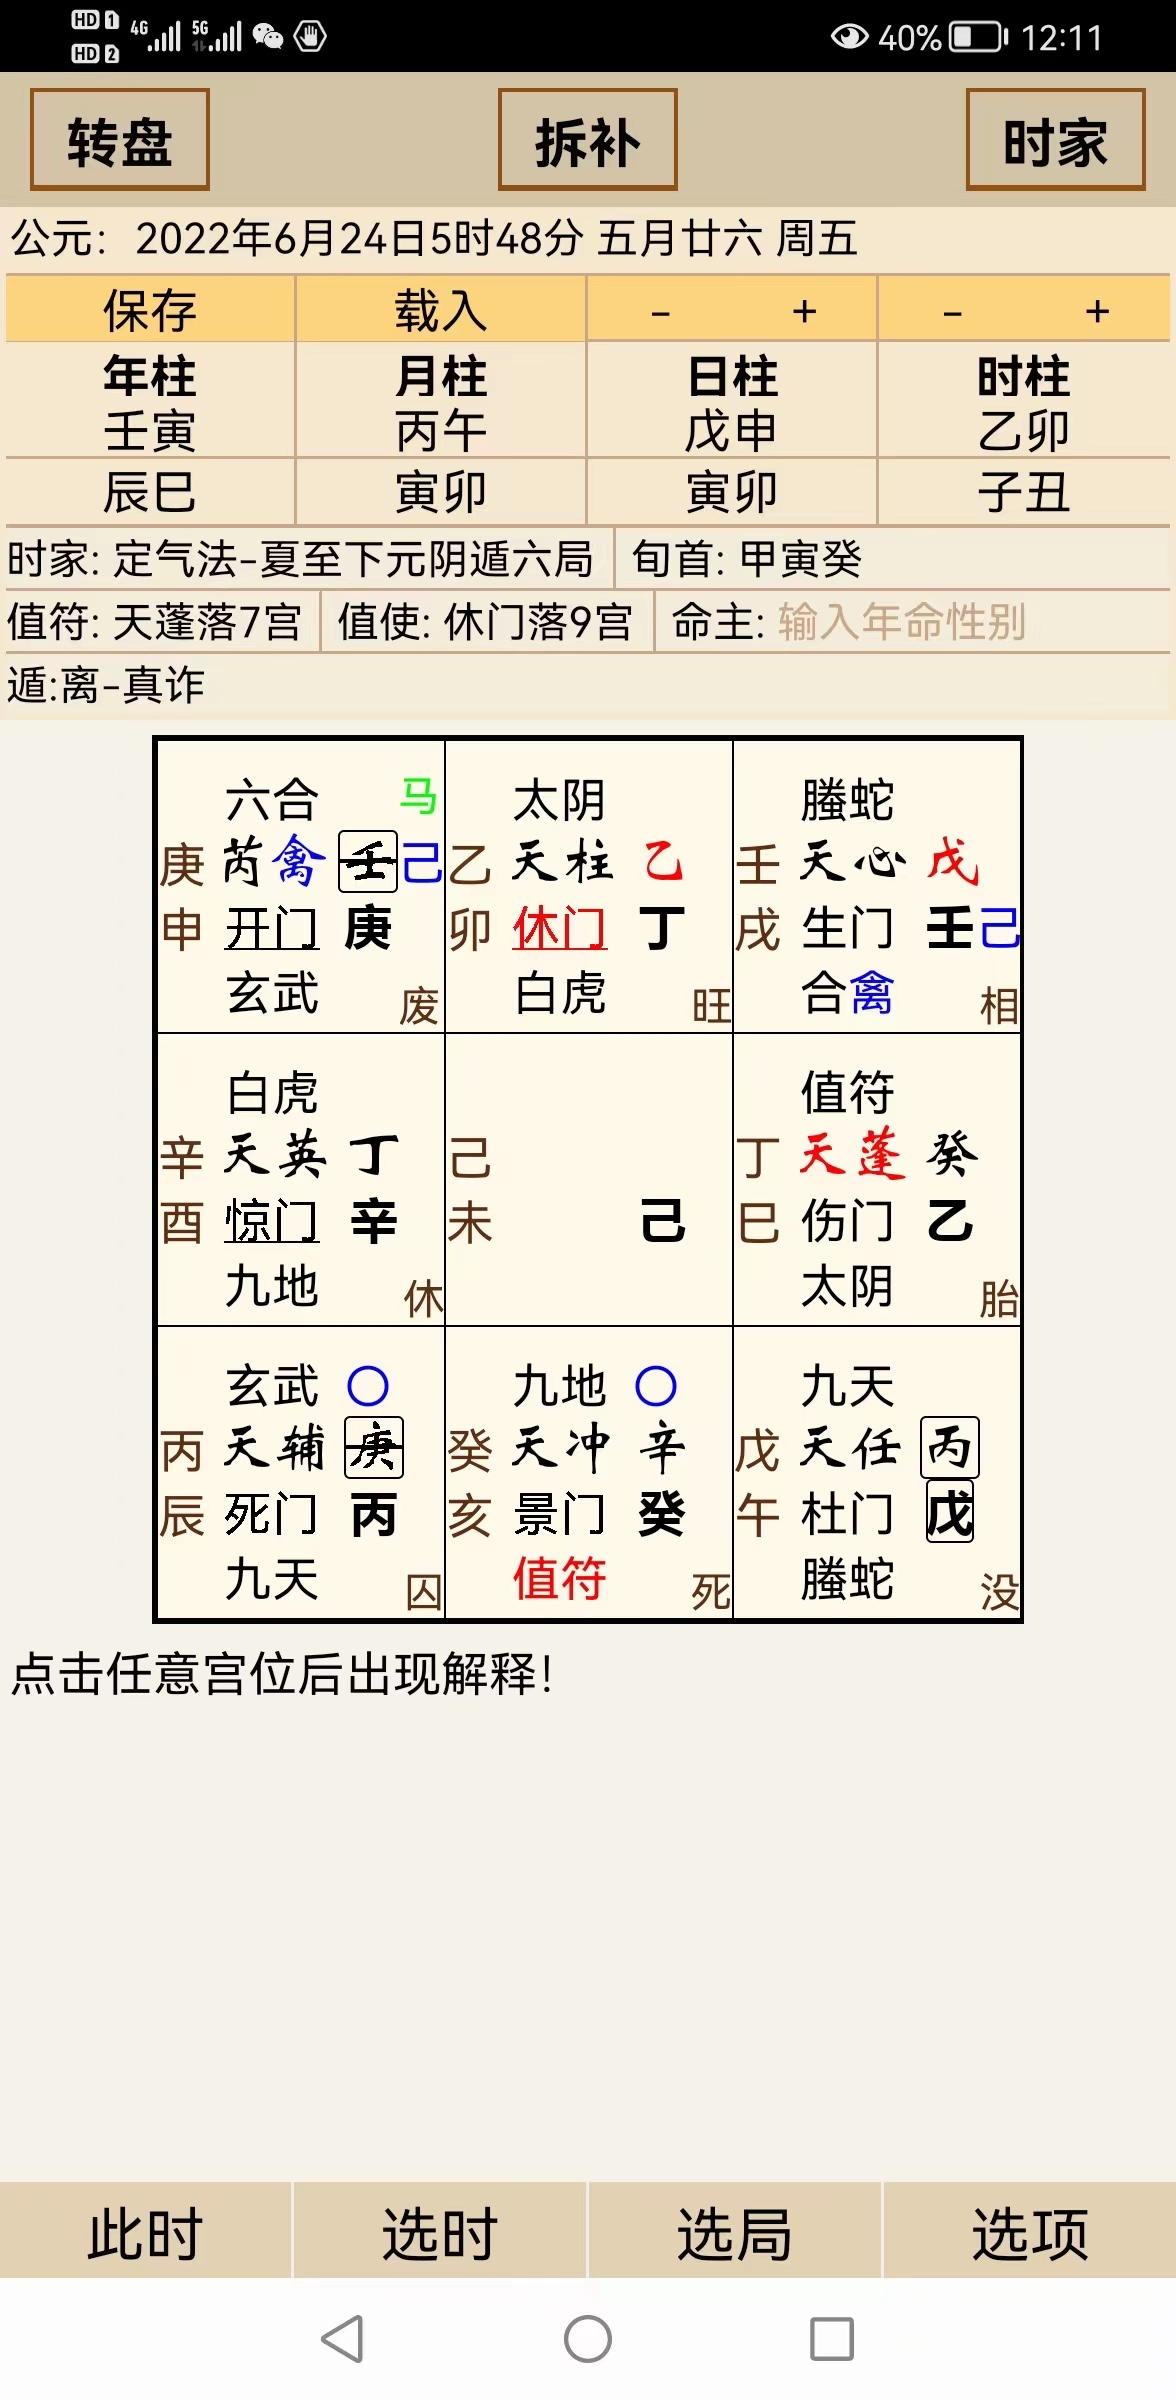 HD 1 4G 5G 40% 12:11
HD 2
转盘 拆补 时家
公元：2022年6月24日5时48分 五月廿六 周五
保存 载入 - + - +
年柱 月柱 日柱 时柱
壬寅 丙午 戊申 乙卯
辰巳 寅卯 寅卯 子丑
时家: 定气法-夏至下元阴遁六局 旬首: 甲寅癸
值符: 天蓬落7宫 值使: 休门落9宫 命主: 输入年命性别
遁:离-真诈
六合 马 太阴 螣蛇
庚 芮禽 壬 己 乙 天柱 乙 壬 天心 戊
申 开门 庚 卯 休门 丁 戌 生门 壬己
玄武 废 白虎 旺 合禽 相
白虎 值符
辛 天英 丁 己 丁 天蓬 癸
酉 惊门 辛 未 己 巳 伤门 乙
九地 休 太阴 胎
玄武 〇 九地 〇 九天
丙 天辅 庚 癸 天冲 辛 戊 天任 丙
辰 死门 丙 亥 景门 癸 午 杜门 戊
九天 囚 值符 死 螣蛇 没
点击任意宫位后出现解释!
此时 选时 选局 选项